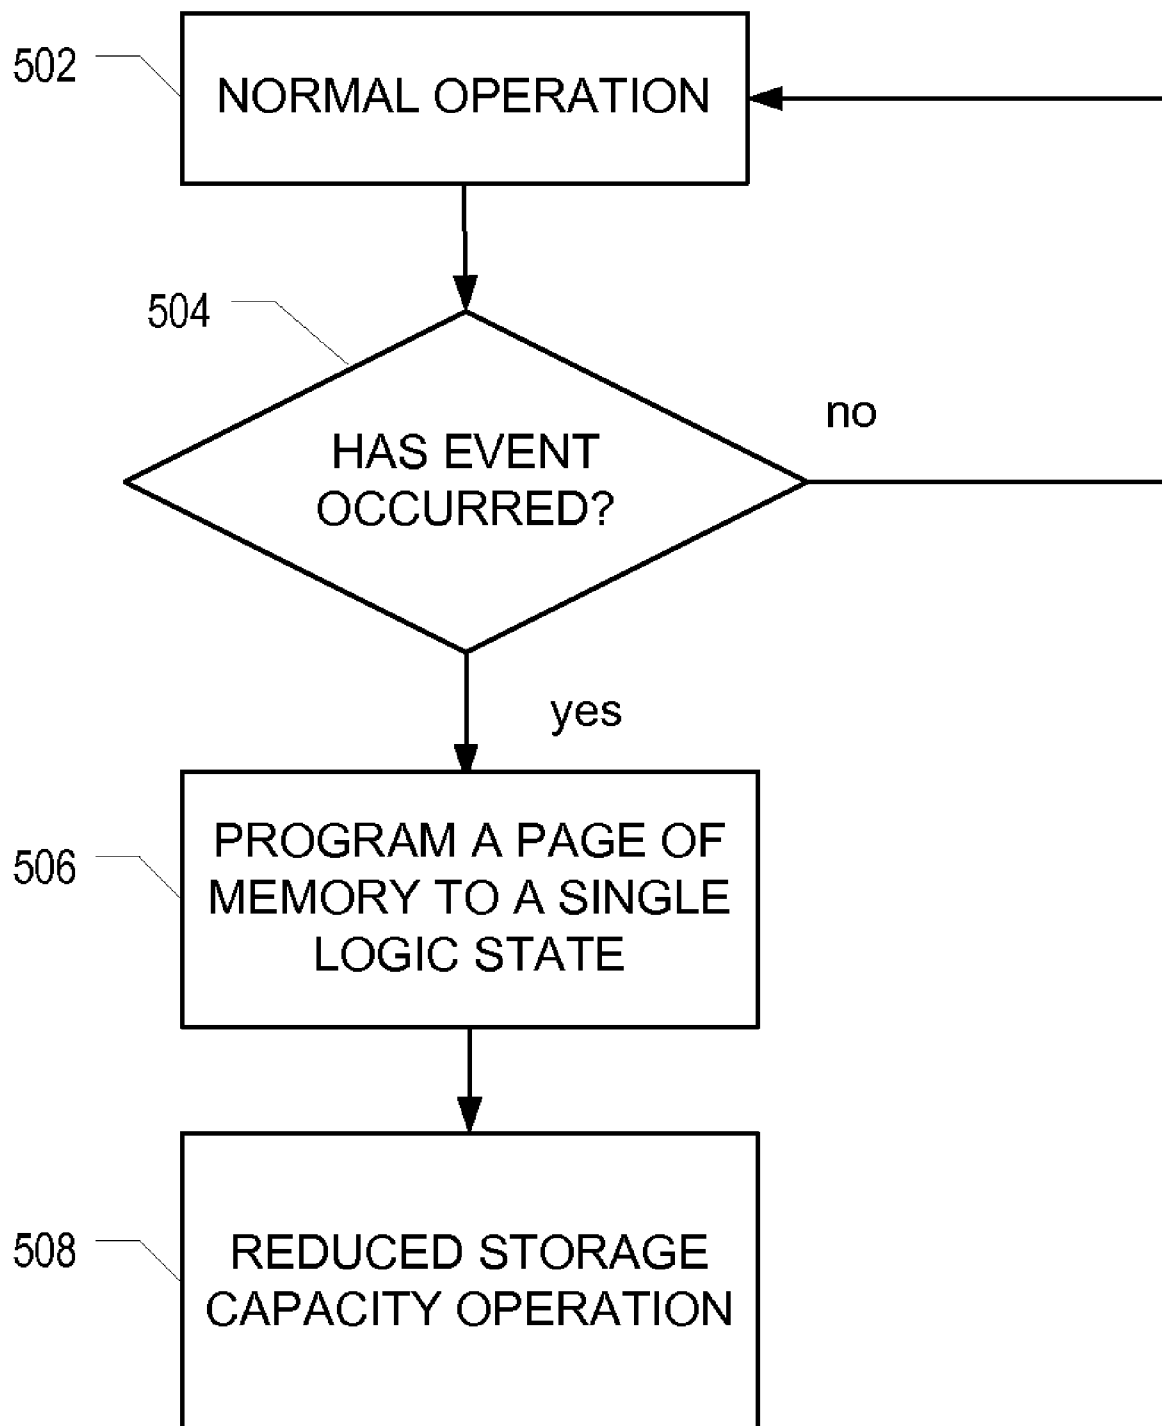 502
NORMAL OPERATION
504
HAS EVENT
OCCURRED?
no
yes
506
PROGRAM A PAGE OF
MEMORY TO A SINGLE
LOGIC STATE
508
REDUCED STORAGE
CAPACITY OPERATION